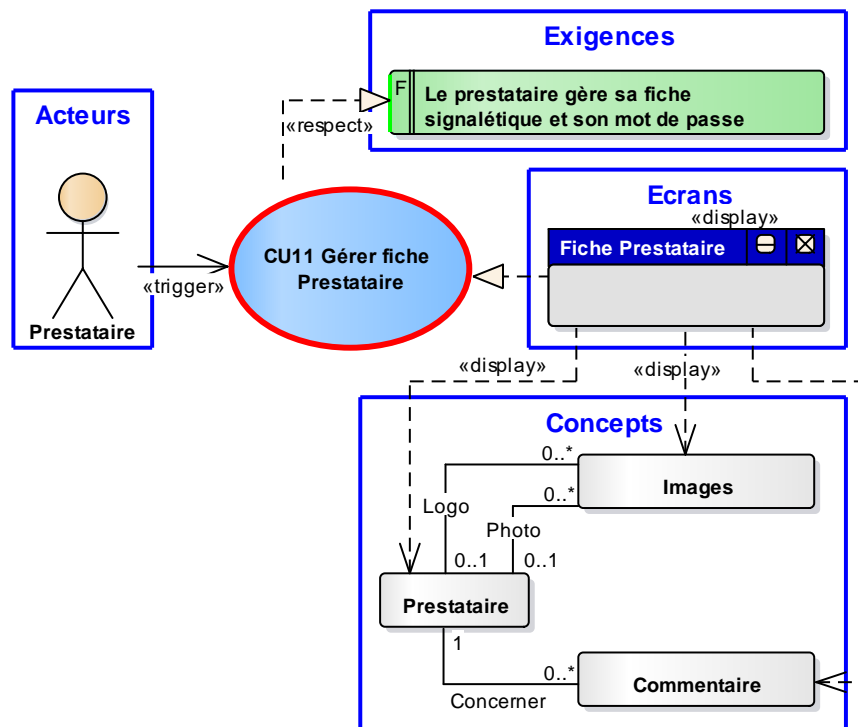 Exigences
F
Le prestataire gère sa fiche
signalétique et son mot de passe
«respect»
Acteurs
Prestataire
«trigger»
CU11 Gérer fiche
Prestataire
Ecrans
«display»
Fiche Prestataire
«display»
«display»
Concepts
0..*
Images
Logo
0..*
Photo
0..1
0..1
Prestataire
1
0..*
Commentaire
Concerner